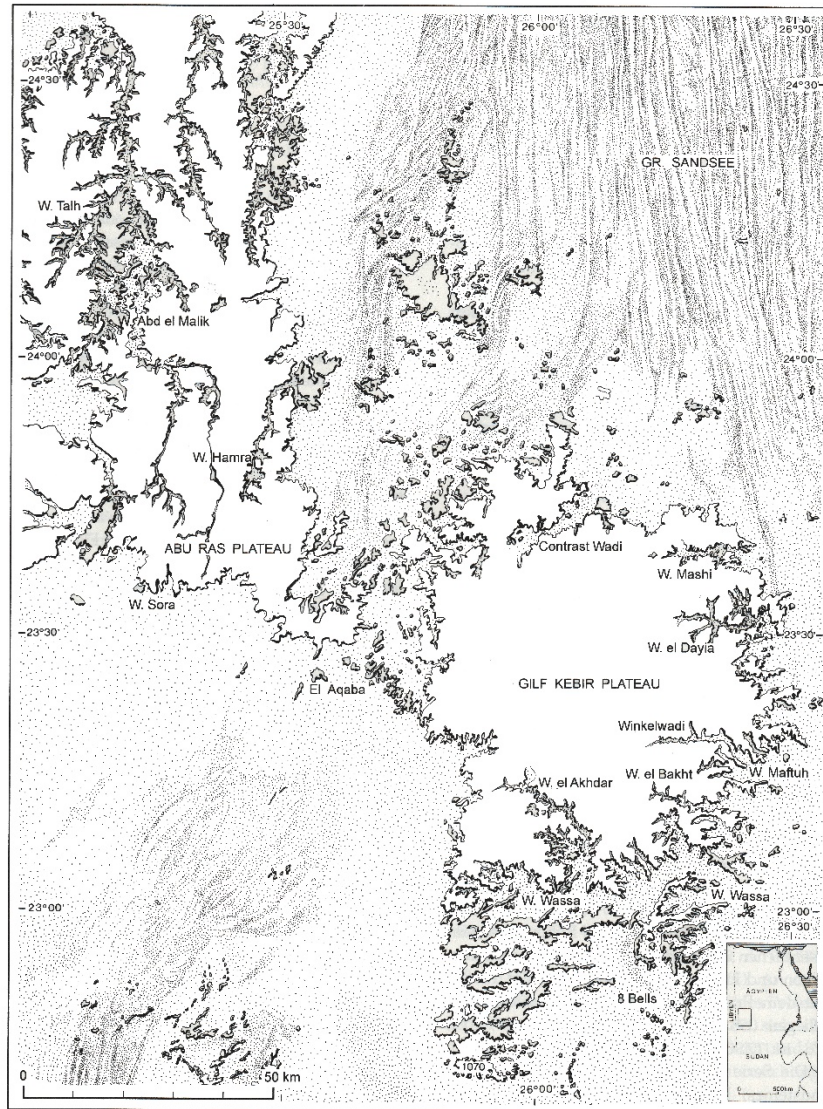 25°30'
26°00'
26°30'
24°30'
24°30'
GR. SANDSEE
W. Talh
W. Abd el Malik
24°00'
24°00'
W. Hamra
ABU RAS PLATEAU
Contrast Wadi
W. Mashi
W. Sora
23°30'
23°30'
W. el Dayia
El Aqaba
GILF KEBIR PLATEAU
Winkelwadi
W. el Akhdar
W. el Bakht
W. Maftuh
23°00'
W. Wassa
W. Wassa
23°00'
26°30'
8 Bells
ÄGYPTEN
LIBYEN
SUDAN
0 500km
1070
0 50 km
26°00'